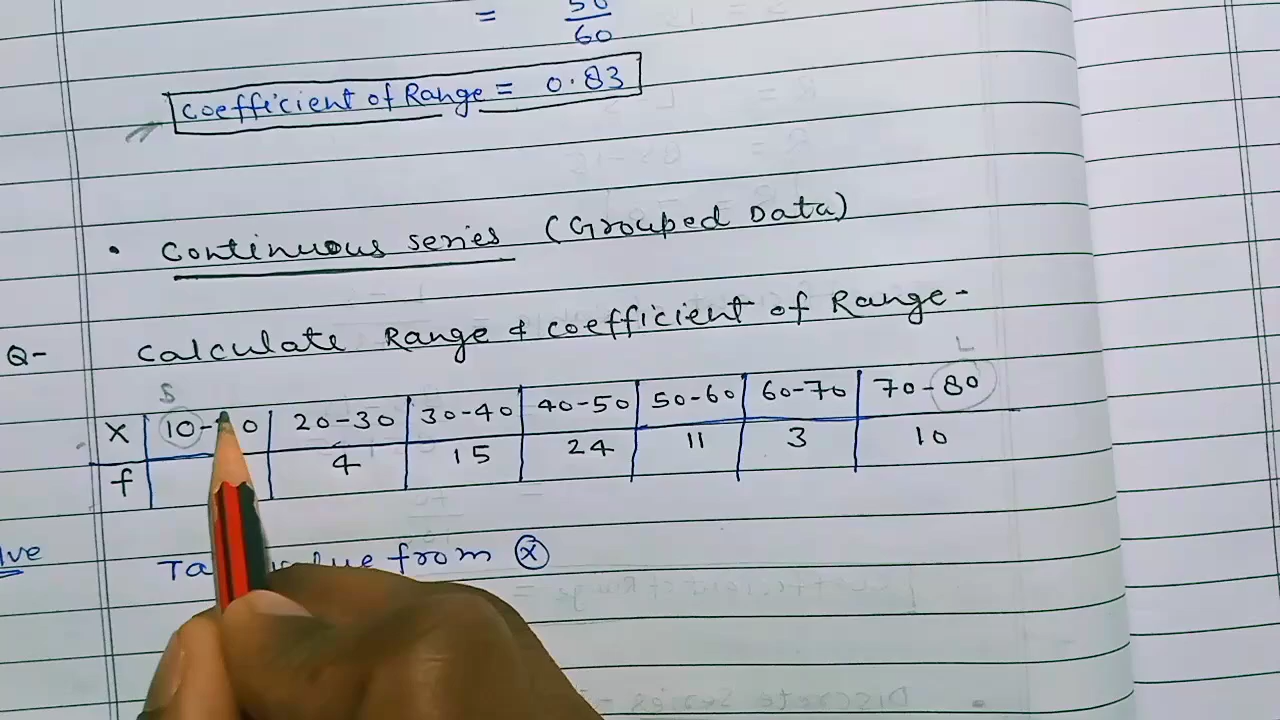 = 50
60
Coefficient of Range = 0.83
• Continuous series (Grouped Data)
Q- Calculate Range & coefficient of Range-
S L
X 10- 0 20-30 30-40 40-50 50-60 60-70 70-80
f 4 15 24 11 3 10
from X